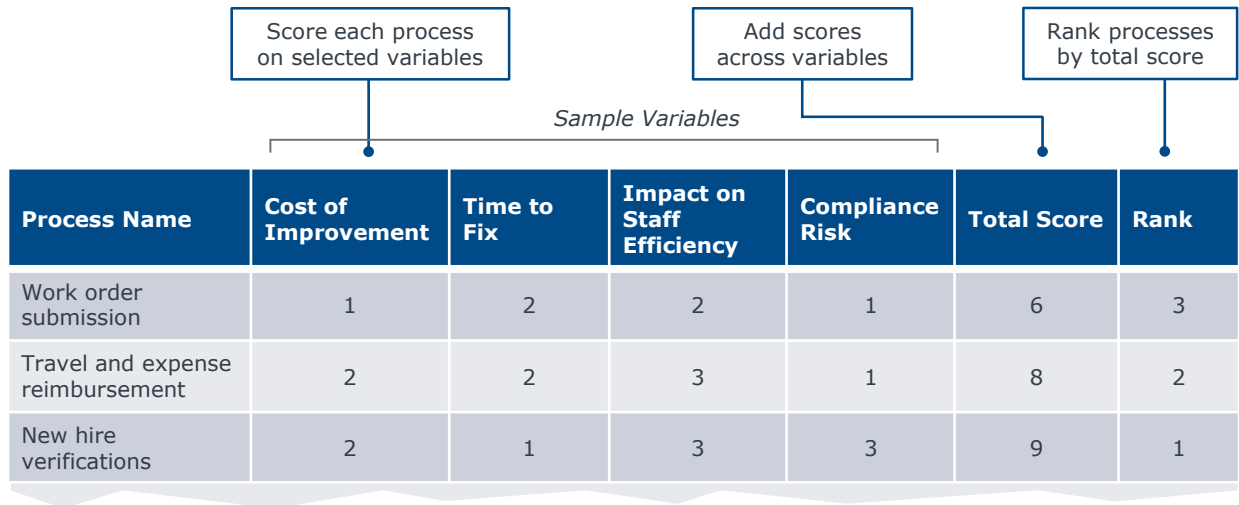 Score each process
on selected variables
Add scores
across variables
Rank processes
by total score
Sample Variables
Process Name
Cost of
Improvement
Time to
Fix
Impact on
Staff
Efficiency
Compliance
Risk
Total Score
Rank
Work order
submission
1
2
2
1
6
3
Travel and expense
reimbursement
2
2
3
1
8
2
New hire
verifications
2
1
3
3
9
1